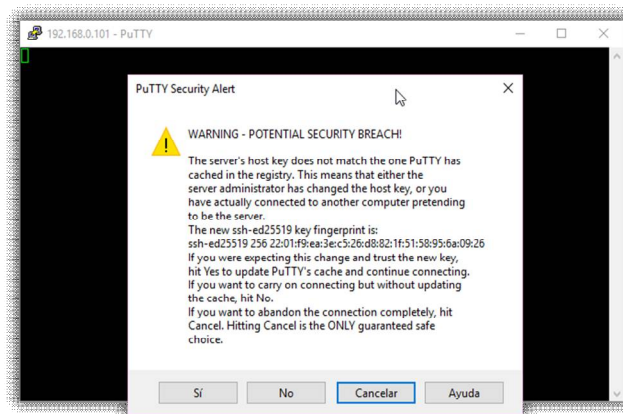 192.168.0.101 - PuTTY
PuTTY Security Alert
WARNING - POTENTIAL SECURITY BREACH!
The server's host key does not match the one PuTTY has
cached in the registry. This means that either the
server administrator has changed the host key, or you
have actually connected to another computer pretending
to be the server.
The new ssh-ed25519 key fingerprint is:
ssh-ed25519 256 22:01:f9:ea:3e:c5:26:d8:82:1f:51:58:95:6a:09:26
If you were expecting this change and trust the new key,
hit Yes to update PuTTY's cache and continue connecting.
If you want to carry on connecting but without updating
the cache, hit No.
If you want to abandon the connection completely, hit
Cancel. Hitting Cancel is the ONLY guaranteed safe
choice.
Sí No Cancelar Ayuda